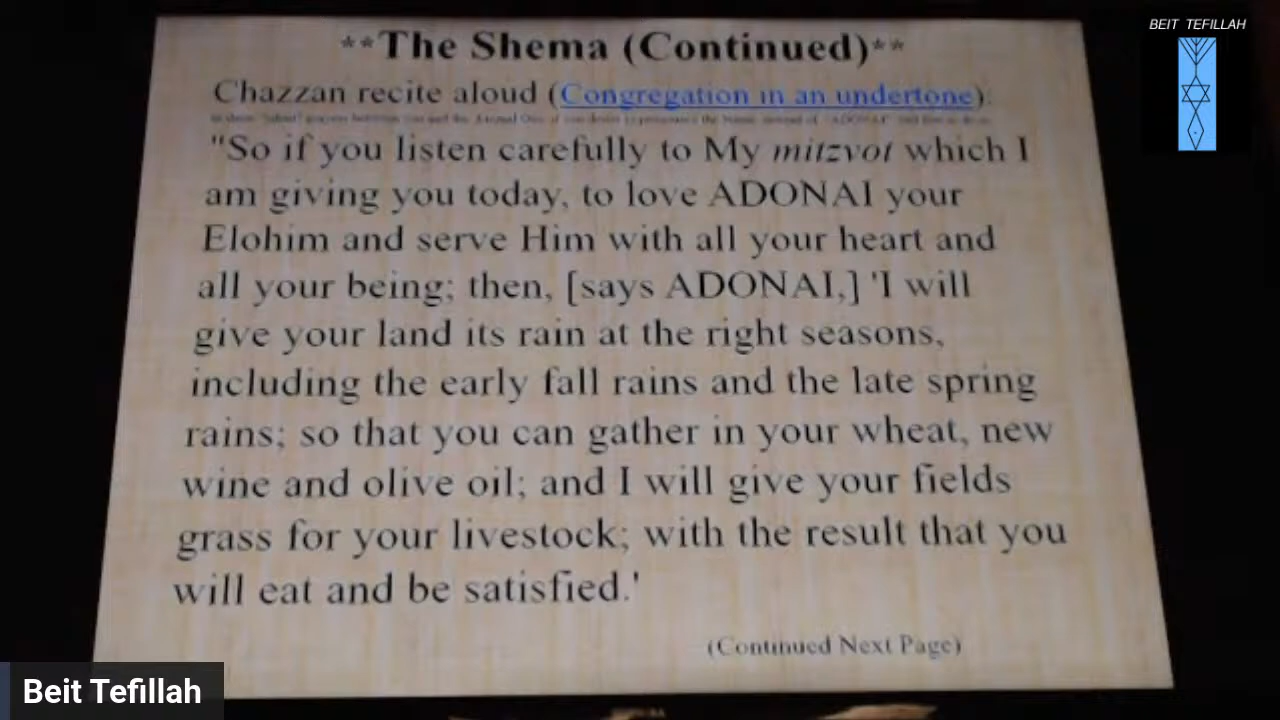 BEIT TEFILLAH
**The Shema (Continued)**
Chazzan recite aloud (Congregation in an undertone):
"So if you listen carefully to My mitzvot which I
am giving you today, to love ADONAI your
Elohim and serve Him with all your heart and
all your being; then, [says ADONAI,] 'I will
give your land its rain at the right seasons,
including the early fall rains and the late spring
rains; so that you can gather in your wheat, new
wine and olive oil; and I will give your fields
grass for your livestock; with the result that you
will eat and be satisfied.'
(Continued Next Page)
Beit Tefillah